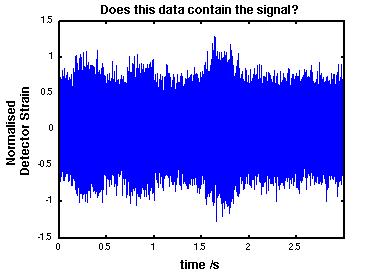 Does this data contain the signal?
1.5
1
0.5
0
-0.5
-1
-1.5
Normalised
Detector Strain
0 0.5 1 1.5 2 2.5
time /s